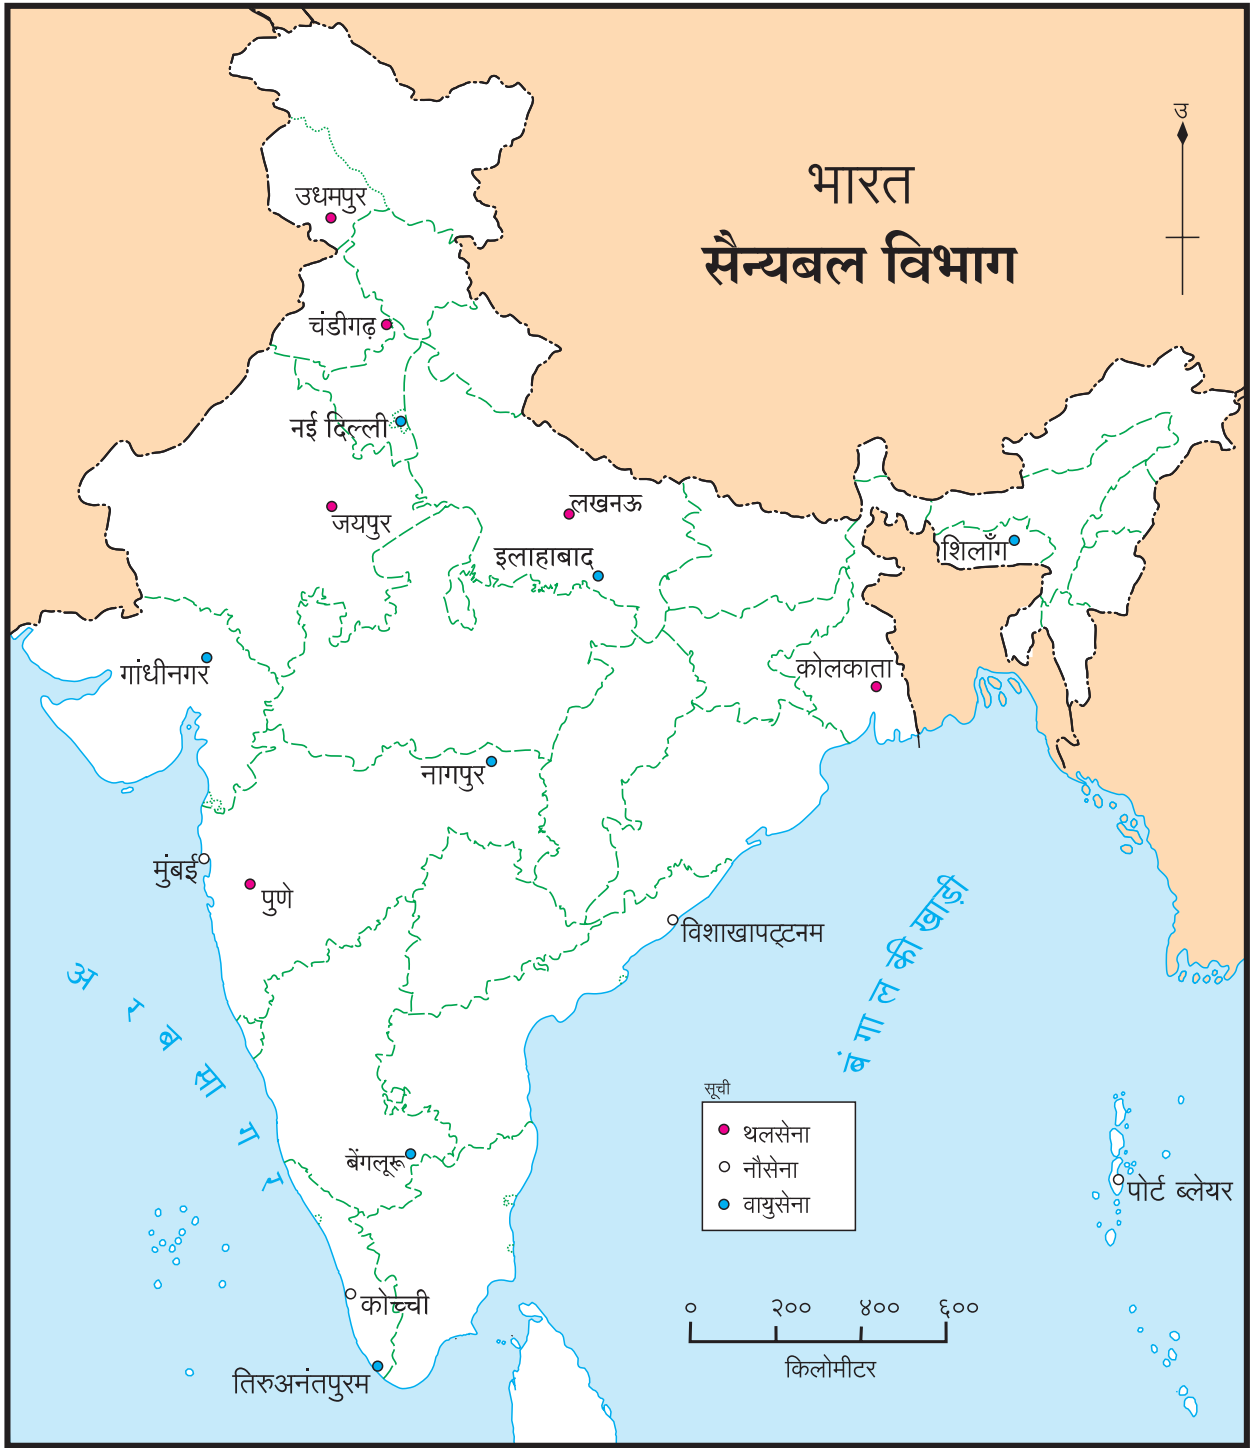 उ
भारत
सैन्यबल विभाग
उधमपुर
चंडीगढ़
नई दिल्ली
जयपुर
लखनऊ
इलाहाबाद
शिलाँग
गांधीनगर
कोलकाता
नागपुर
मुंबई
पुणे
विशाखापट्टनम
अरब सागर
बंगाल की खाड़ी
सूची
थलसेना
नौसेना
वायुसेना
बेंगलूरू
पोर्ट ब्लेयर
कोच्ची
तिरुअनंतपुरम
० २०० ४०० ६००
किलोमीटर